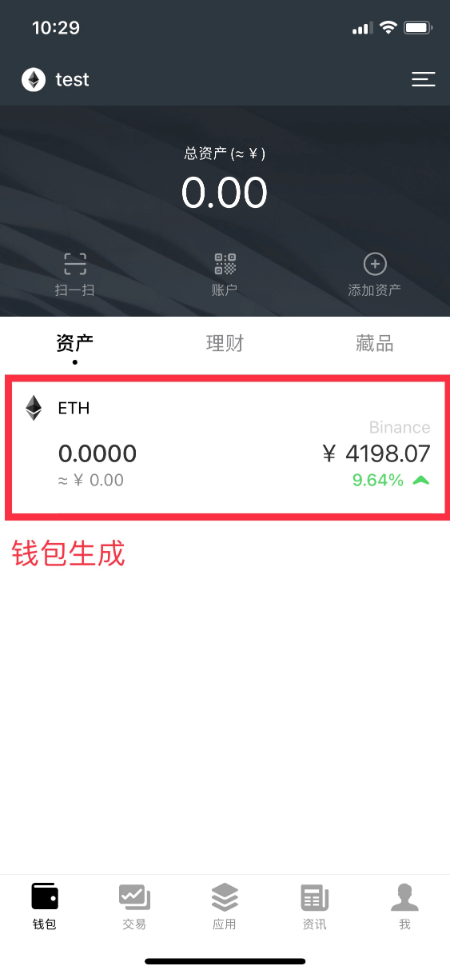 10:29
test
总资产(≈ ¥ )
0.00
扫一扫
账户
添加资产
资产
理财
藏品
ETH
Binance
0.0000
¥ 4198.07
≈ ¥ 0.00
9.64%
钱包生成
钱包
交易
应用
资讯
我